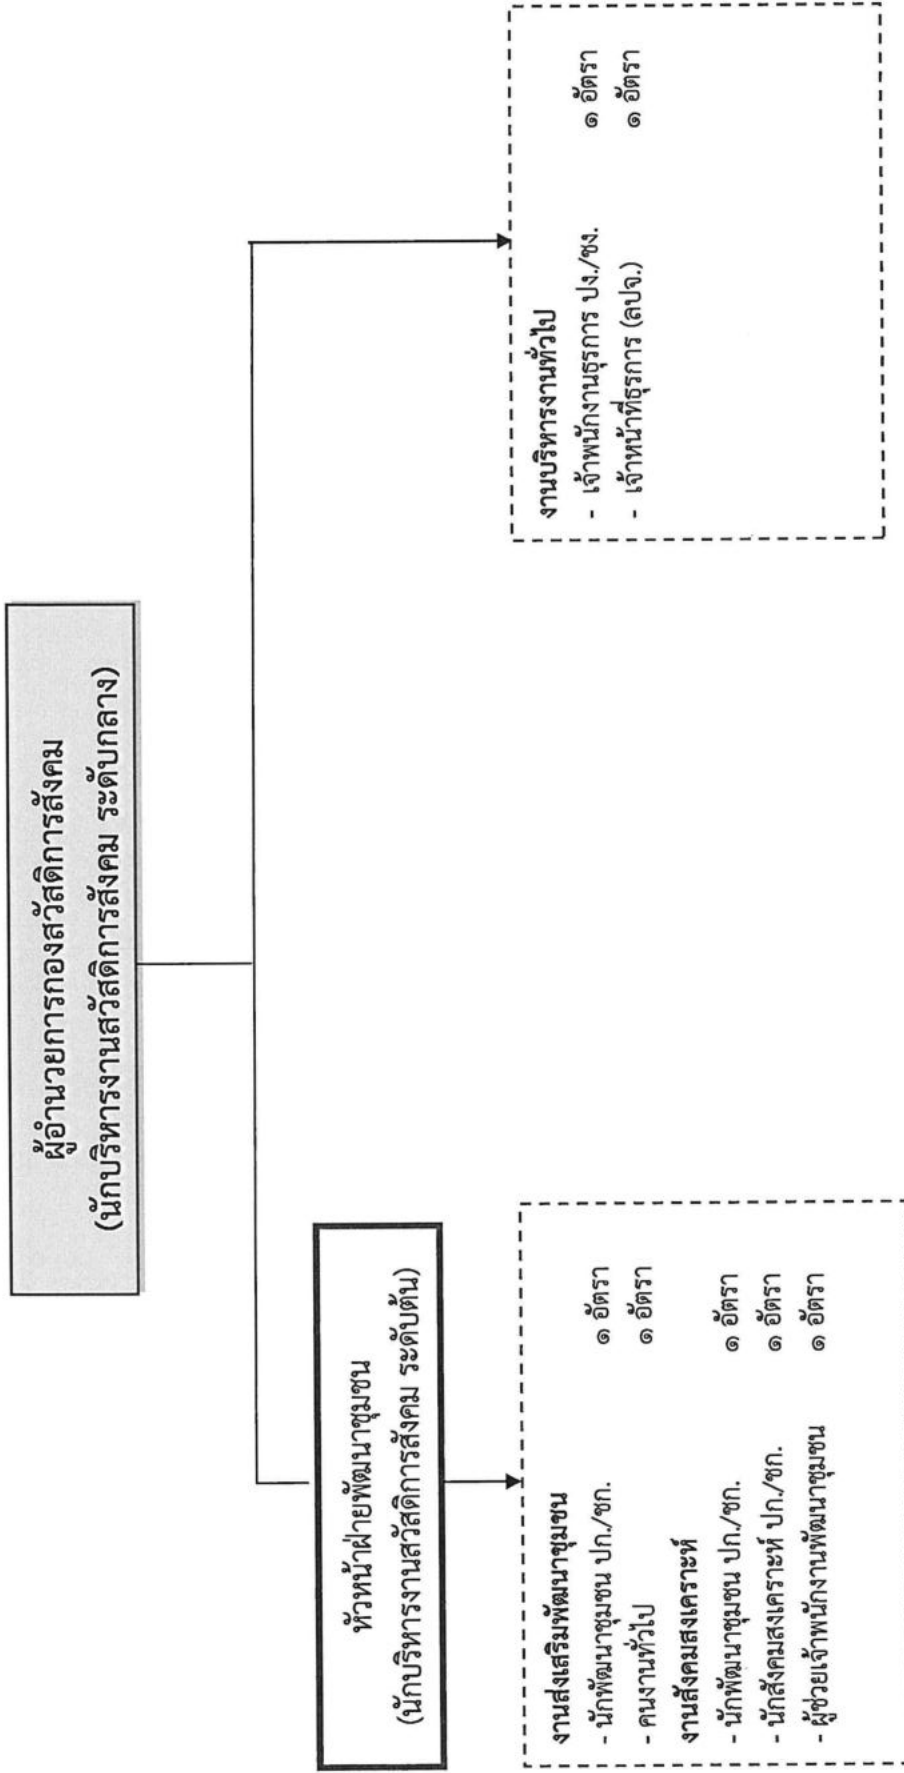 ผู้อำนวยการกองสวัสดิการสังคม
(นักบริหารงานสวัสดิการสังคม ระดับกลาง)
หัวหน้าฝ่ายพัฒนาชุมชน
(นักบริหารงานสวัสดิการสังคม ระดับต้น)
งานส่งเสริมพัฒนาชุมชน
- นักพัฒนาชุมชน ปก./ชก. ๑ อัตรา
- คนงานทั่วไป ๑ อัตรา
งานสังคมสงเคราะห์
- นักพัฒนาชุมชน ปก./ชก. ๑ อัตรา
- นักสังคมสงเคราะห์ ปก./ชก. ๑ อัตรา
- ผู้ช่วยเจ้าพนักงานพัฒนาชุมชน ๑ อัตรา
งานบริหารงานทั่วไป
- เจ้าพนักงานธุรการ ปง./ชง. ๑ อัตรา
- เจ้าหน้าที่ธุรการ (ลปจ.) ๑ อัตรา